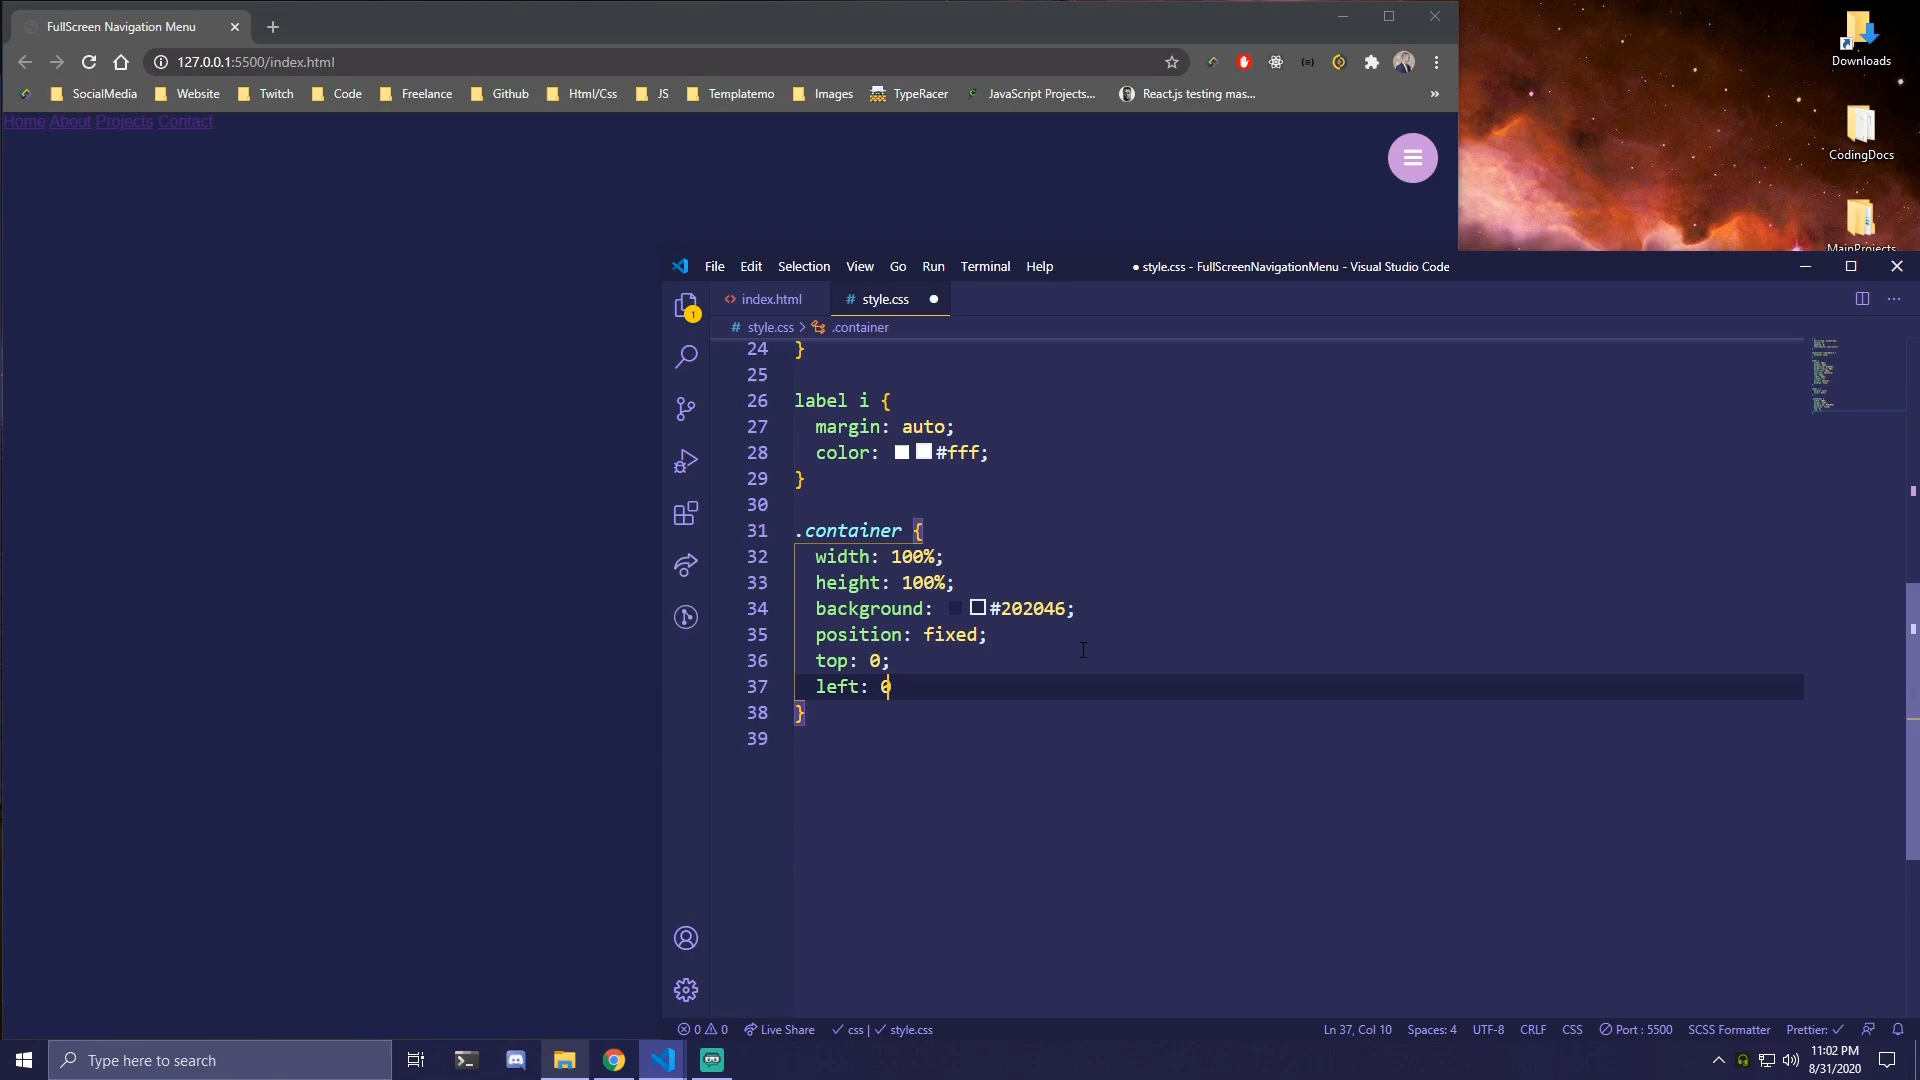 FullScreen Navigation Menu
127.0.0.1:5500/index.html
SocialMedia Website Twitch Code Freelance Github Html/Css JS Templatemo Images TypeRacer JavaScript Projects... React.js testing mas... »
Home About Projects Contact
Downloads
CodingDocs
MainProjects
File Edit Selection View Go Run Terminal Help ● style.css - FullScreenNavigationMenu - Visual Studio Code
<> index.html # style.css ●
1
# style.css > .container
24 }
25
26 label i {
27 margin: auto;
28 color: #fff;
29 }
30
31 .container {
32 width: 100%;
33 height: 100%;
34 background: #202046;
35 position: fixed;
36 top: 0;
37 left: 0
38 }
39
0 0 Live Share ✓ css | ✓ style.css Ln 37, Col 10 Spaces: 4 UTF-8 CRLF CSS Port : 5500 SCSS Formatter Prettier: ✓
Type here to search
11:02 PM
8/31/2020